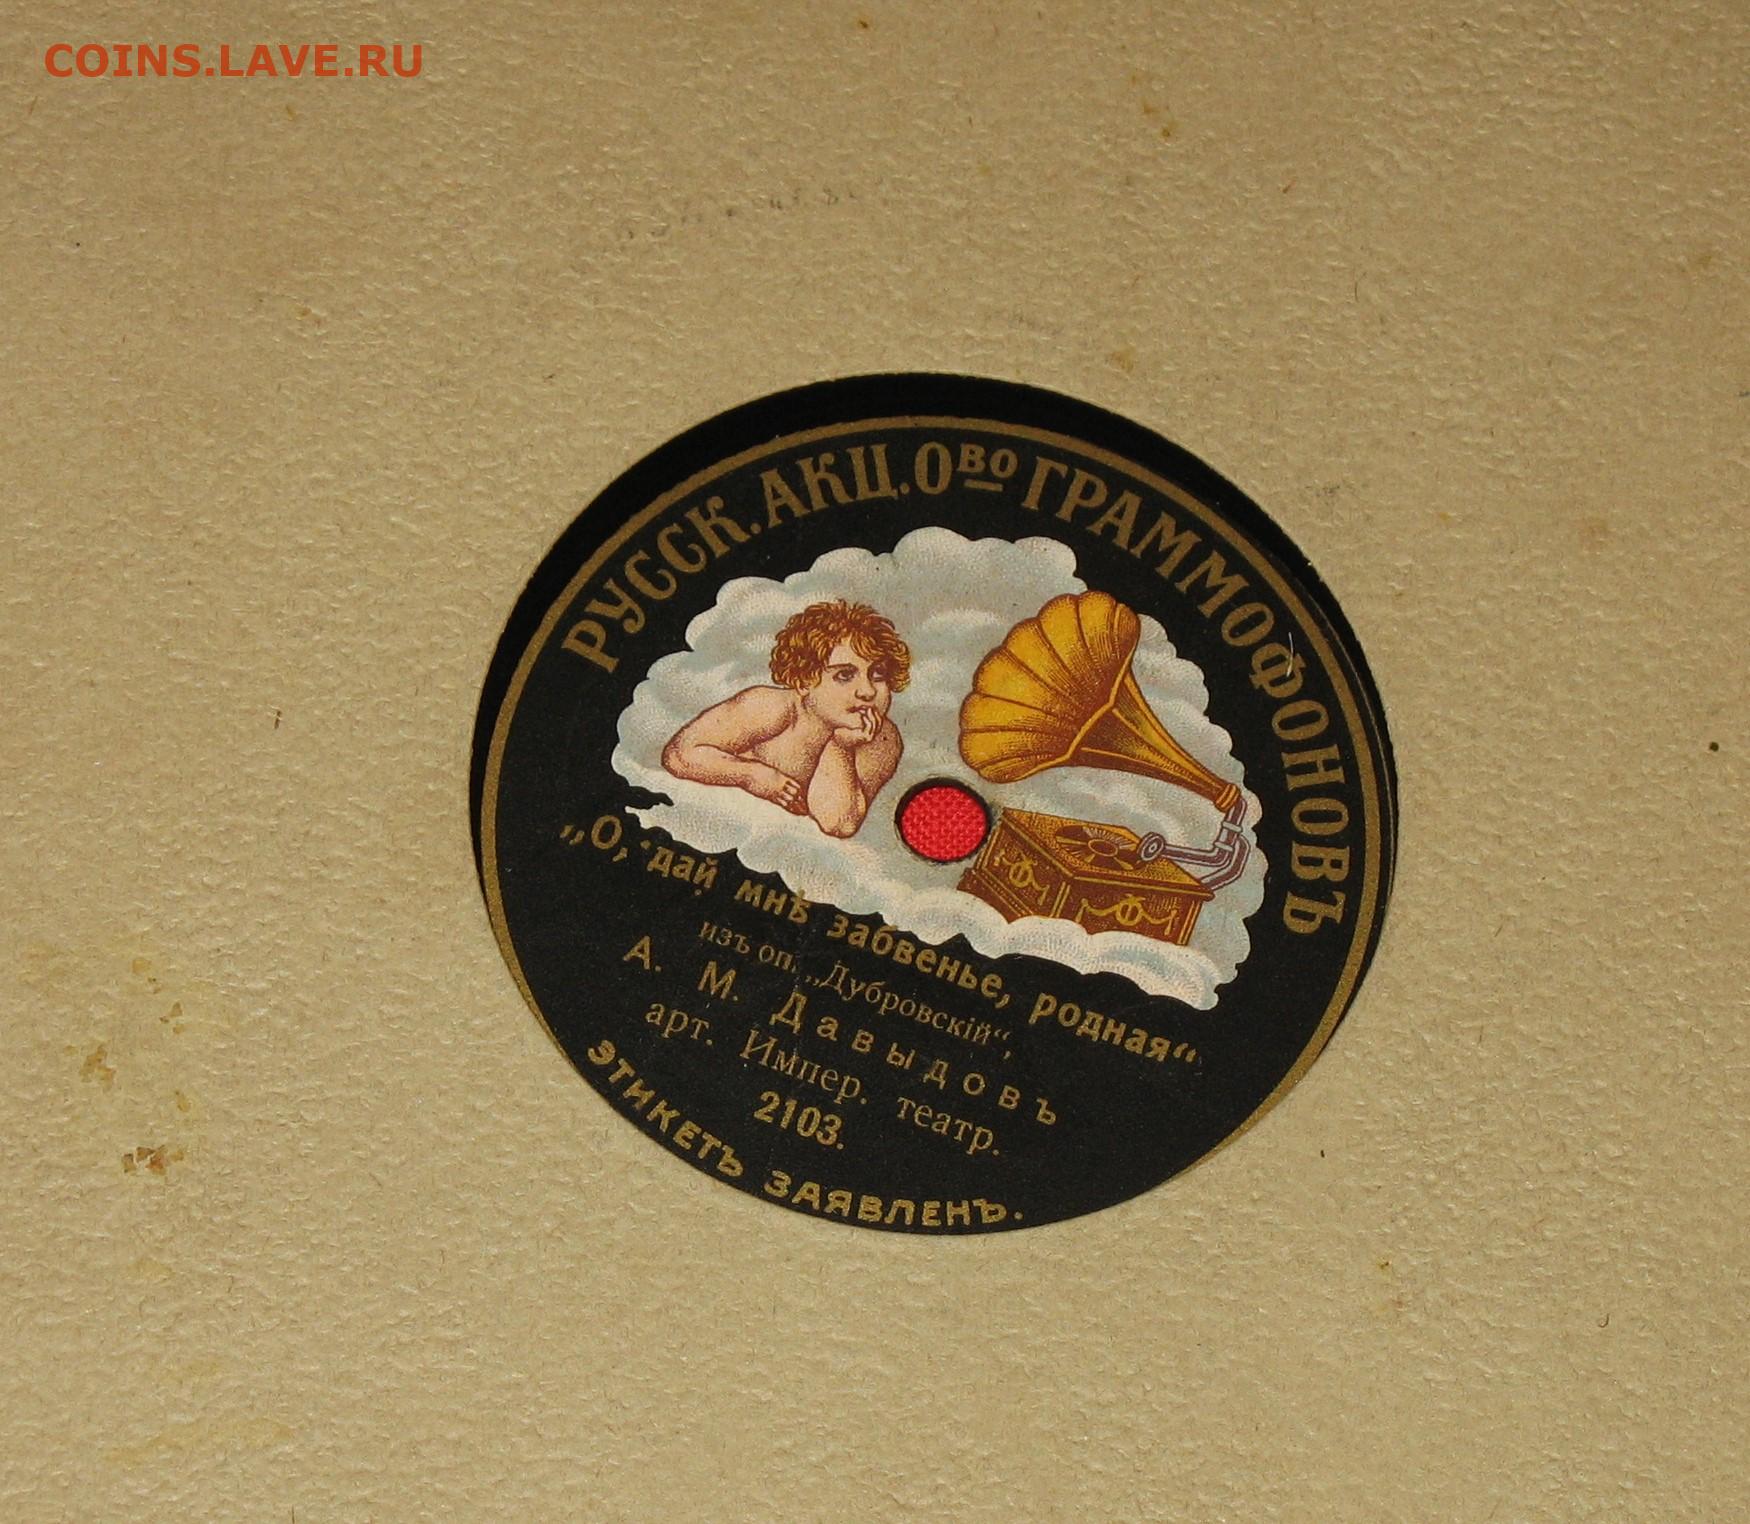 COINS.LAVE.RU
РУССК. АКЦ. Оᴮᴼ ГРАММОФОНОВЪ
„О, дай мнѣ забвенье, родная“
изъ оп. „Дубровскій“,
А. М. Давыдовъ
арт. Импер. театр.
2103.
ЭТИКЕТЪ ЗАЯВЛЕНЪ.